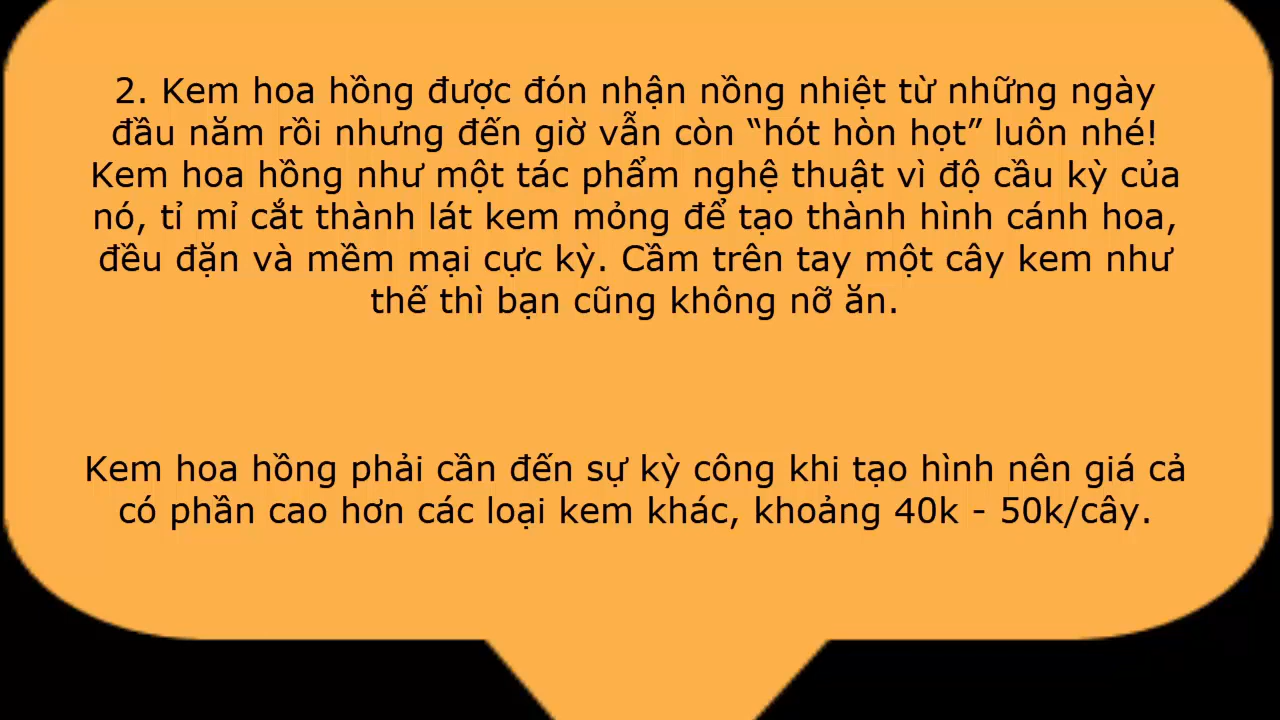 2. Kem hoa hồng được đón nhận nồng nhiệt từ những ngày
đầu năm rồi nhưng đến giờ vẫn còn “hót hòn họt” luôn nhé!
Kem hoa hồng như một tác phẩm nghệ thuật vì độ cầu kỳ của
nó, tỉ mỉ cắt thành lát kem mỏng để tạo thành hình cánh hoa,
đều đặn và mềm mại cực kỳ. Cầm trên tay một cây kem như
thế thì bạn cũng không nỡ ăn.
Kem hoa hồng phải cần đến sự kỳ công khi tạo hình nên giá cả
có phần cao hơn các loại kem khác, khoảng 40k - 50k/cây.